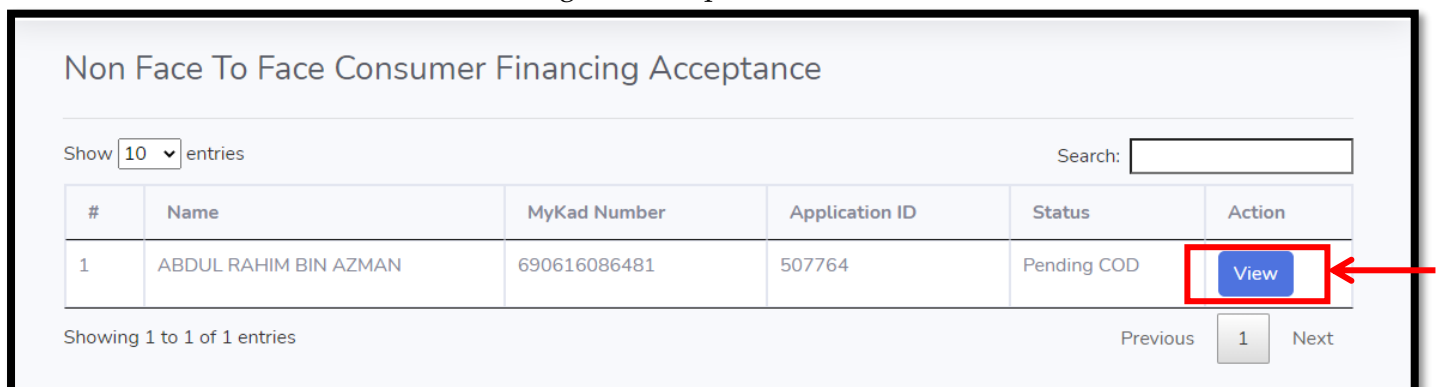 Non Face To Face Consumer Financing Acceptance
Show 10 entries Search:
# Name MyKad Number Application ID Status Action
1 ABDUL RAHIM BIN AZMAN 690616086481 507764 Pending COD View
Showing 1 to 1 of 1 entries Previous 1 Next